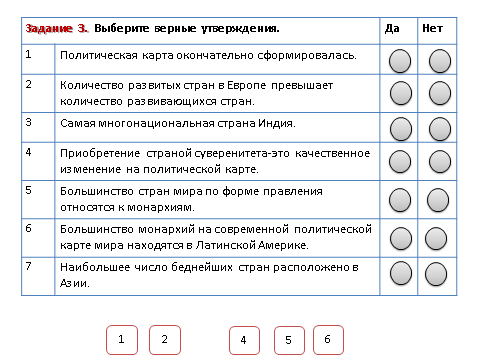 Задание 3. Выберите верные утверждения. Да Нет
1 Политическая карта окончательно сформировалась.
2 Количество развитых стран в Европе превышает
количество развивающихся стран.
3 Самая многонациональная страна Индия.
4 Приобретение страной суверенитета-это качественное
изменение на политической карте.
5 Большинство стран мира по форме правления
относятся к монархиям.
6 Большинство монархий на современной политической
карте мира находятся в Латинской Америке.
7 Наибольшее число беднейших стран расположено в
Азии.
1 2 4 5 6